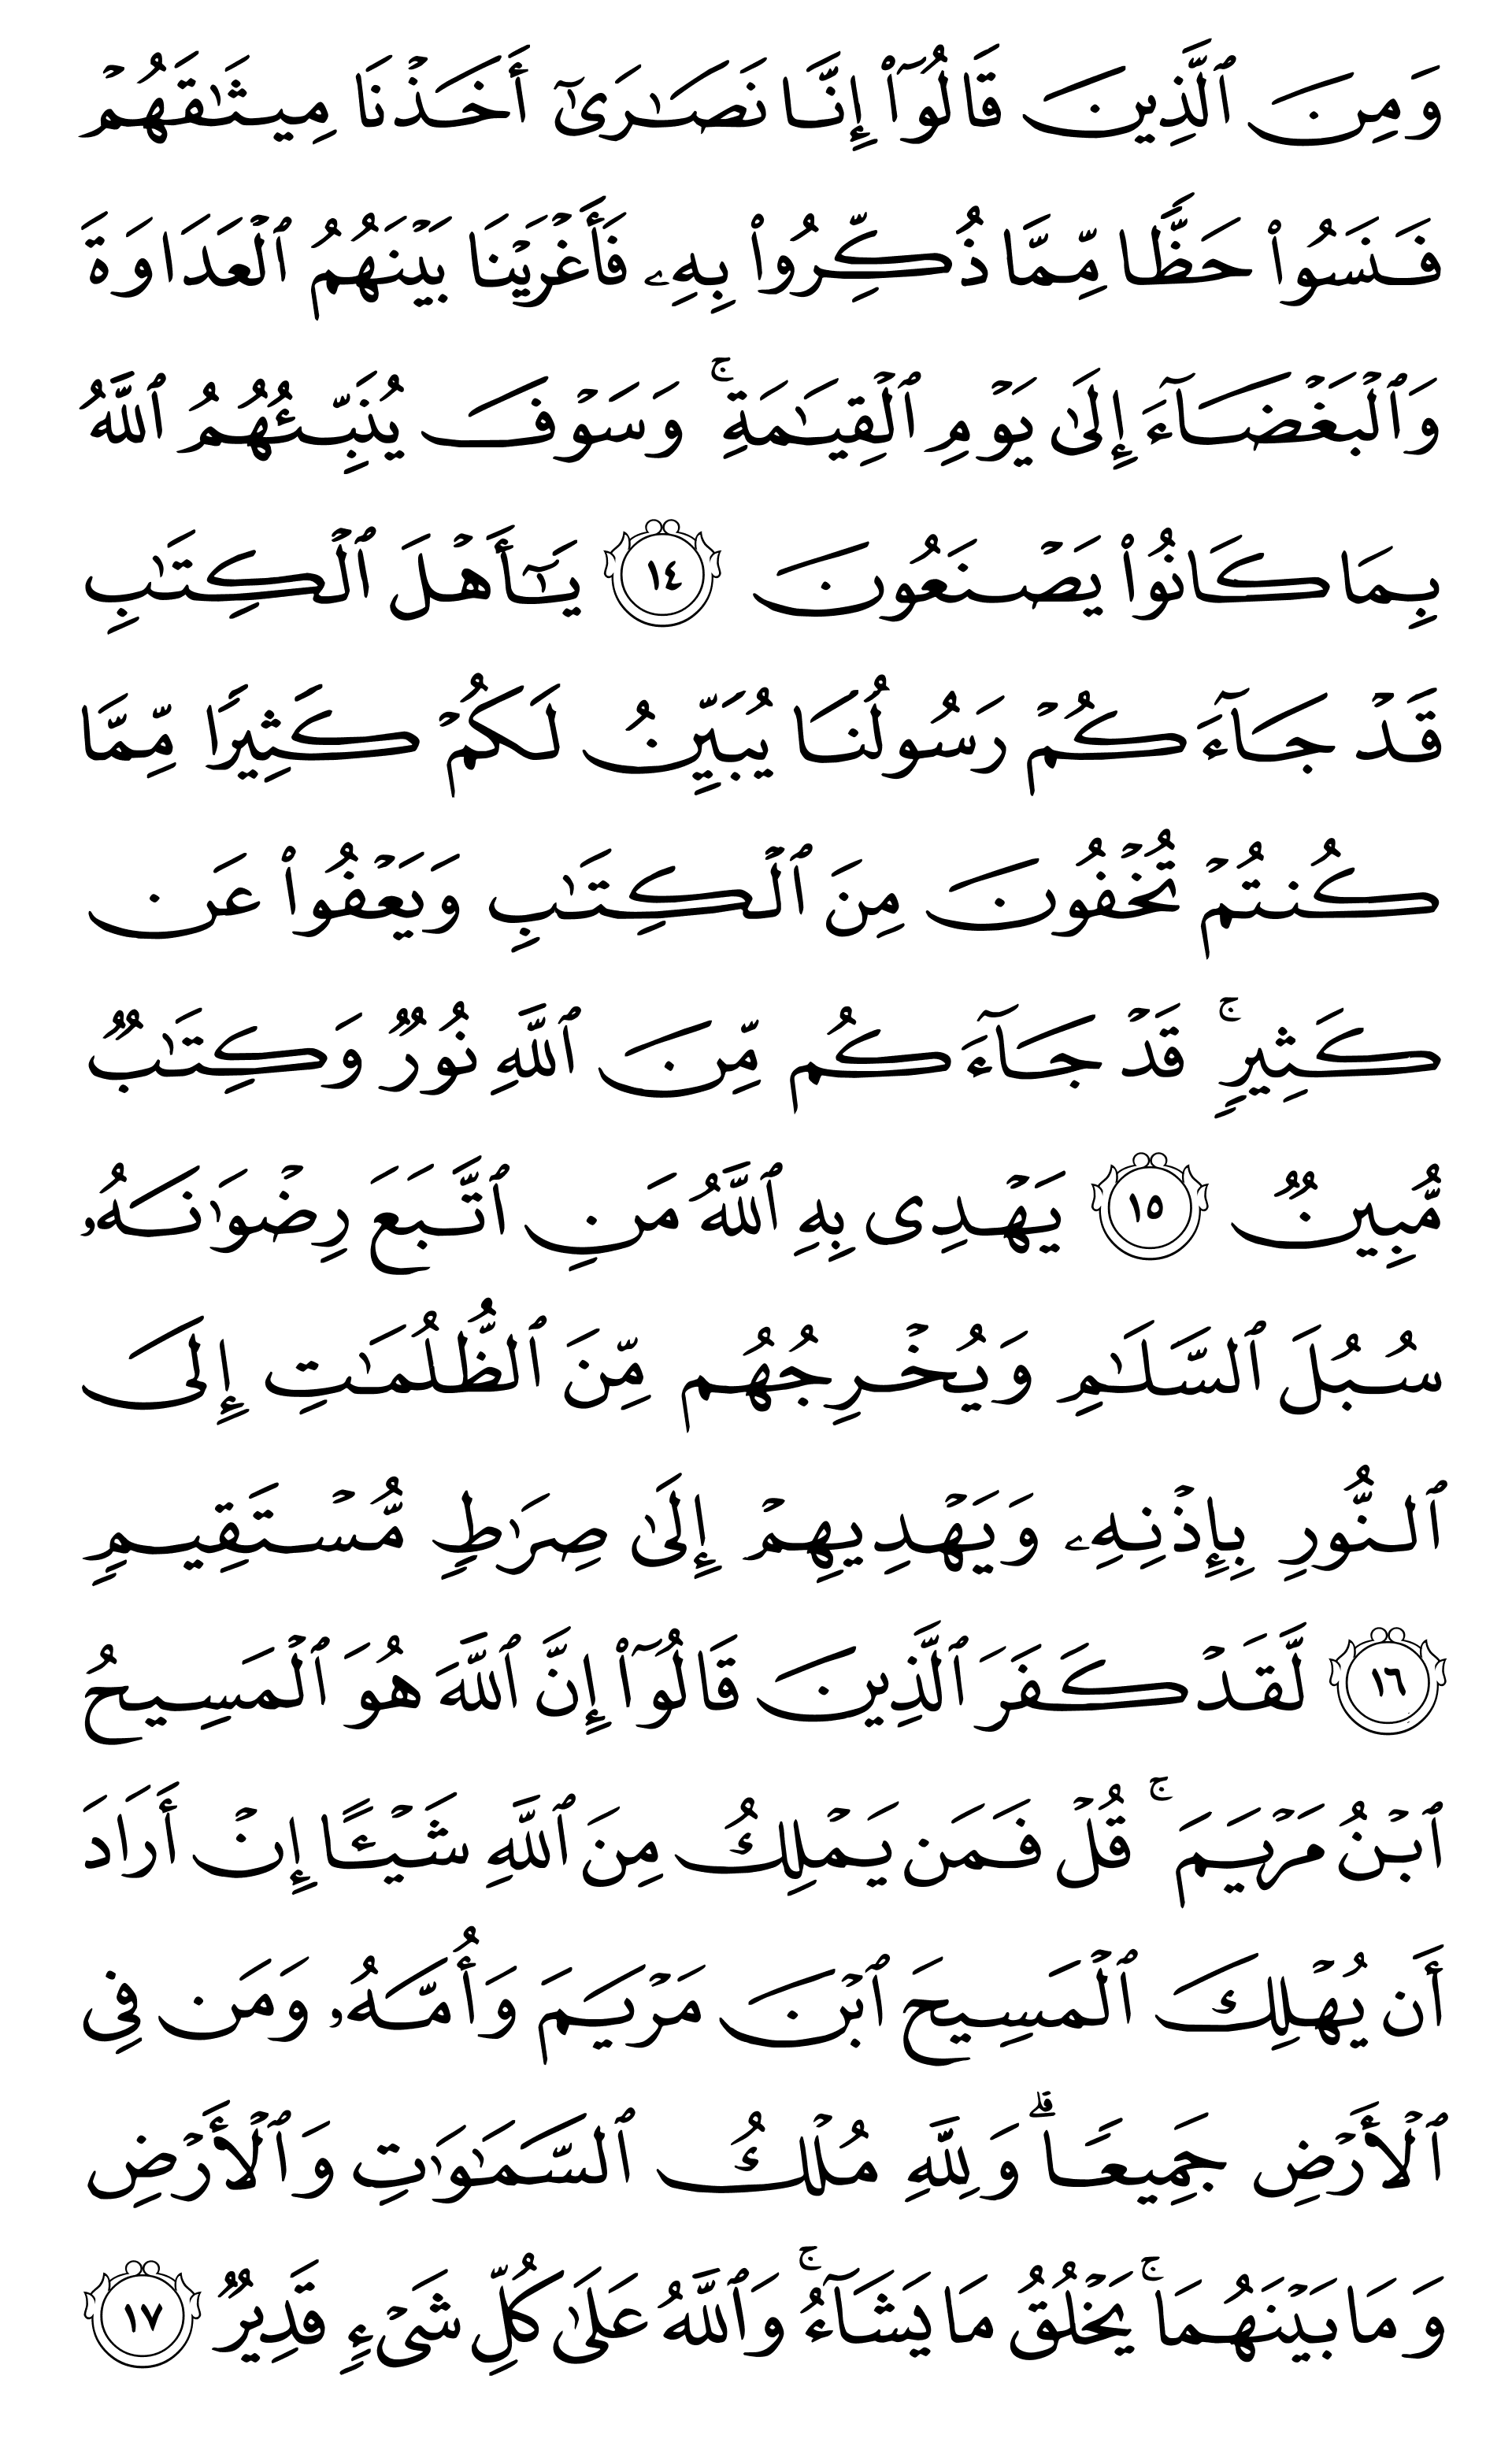 وَمِنَ ٱلَّذِينَ قَالُوٓاْ إِنَّا نَصَٰرَىٰٓ أَخَذۡنَا مِيثَٰقَهُمۡ
فَنَسُواْ حَظّٗا مِّمَّا ذُكِّرُواْ بِهِۦ فَأَغۡرَيۡنَا بَيۡنَهُمُ ٱلۡعَدَاوَةَ
وَٱلۡبَغۡضَآءَ إِلَىٰ يَوۡمِ ٱلۡقِيَٰمَةِۚ وَسَوۡفَ يُنَبِّئُهُمُ ٱللَّهُ
بِمَا كَانُواْ يَصۡنَعُونَ ١٤ يَٰٓأَهۡلَ ٱلۡكِتَٰبِ
قَدۡ جَآءَكُمۡ رَسُولُنَا يُبَيِّنُ لَكُمۡ كَثِيرٗا مِّمَّا
كُنتُمۡ تُخۡفُونَ مِنَ ٱلۡكِتَٰبِ وَيَعۡفُواْ عَن
كَثِيرٖۚ قَدۡ جَآءَكُم مِّنَ ٱللَّهِ نُورٞ وَكِتَٰبٞ
مُّبِينٞ ١٥ يَهۡدِي بِهِ ٱللَّهُ مَنِ ٱتَّبَعَ رِضۡوَٰنَهُۥ
سُبُلَ ٱلسَّلَٰمِ وَيُخۡرِجُهُم مِّنَ ٱلظُّلُمَٰتِ إِلَى
ٱلنُّورِ بِإِذۡنِهِۦ وَيَهۡدِيهِمۡ إِلَىٰ صِرَٰطٖ مُّسۡتَقِيمٖ
١٦ لَّقَدۡ كَفَرَ ٱلَّذِينَ قَالُوٓاْ إِنَّ ٱللَّهَ هُوَ ٱلۡمَسِيحُ
ٱبۡنُ مَرۡيَمَۚ قُلۡ فَمَن يَمۡلِكُ مِنَ ٱللَّهِ شَيۡـًٔا إِنۡ أَرَادَ
أَن يُهۡلِكَ ٱلۡمَسِيحَ ٱبۡنَ مَرۡيَمَ وَأُمَّهُۥ وَمَن فِي
ٱلۡأَرۡضِ جَمِيعٗاۗ وَلِلَّهِ مُلۡكُ ٱلسَّمَٰوَٰتِ وَٱلۡأَرۡضِ
وَمَا بَيۡنَهُمَاۚ يَخۡلُقُ مَا يَشَآءُۚ وَٱللَّهُ عَلَىٰ كُلِّ شَيۡءٖ قَدِيرٞ ١٧